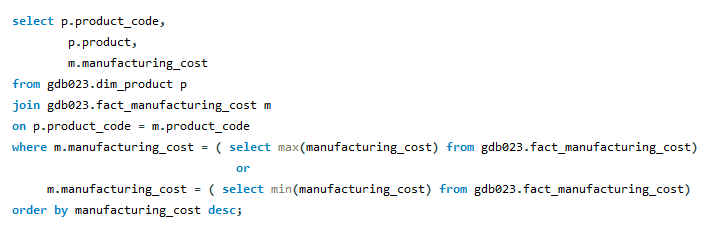 select p.product_code,
p.product,
m.manufacturing_cost
from gdb023.dim_product p
join gdb023.fact_manufacturing_cost m
on p.product_code = m.product_code
where m.manufacturing_cost = ( select max(manufacturing_cost) from gdb023.fact_manufacturing_cost)
or
m.manufacturing_cost = ( select min(manufacturing_cost) from gdb023.fact_manufacturing_cost)
order by manufacturing_cost desc;